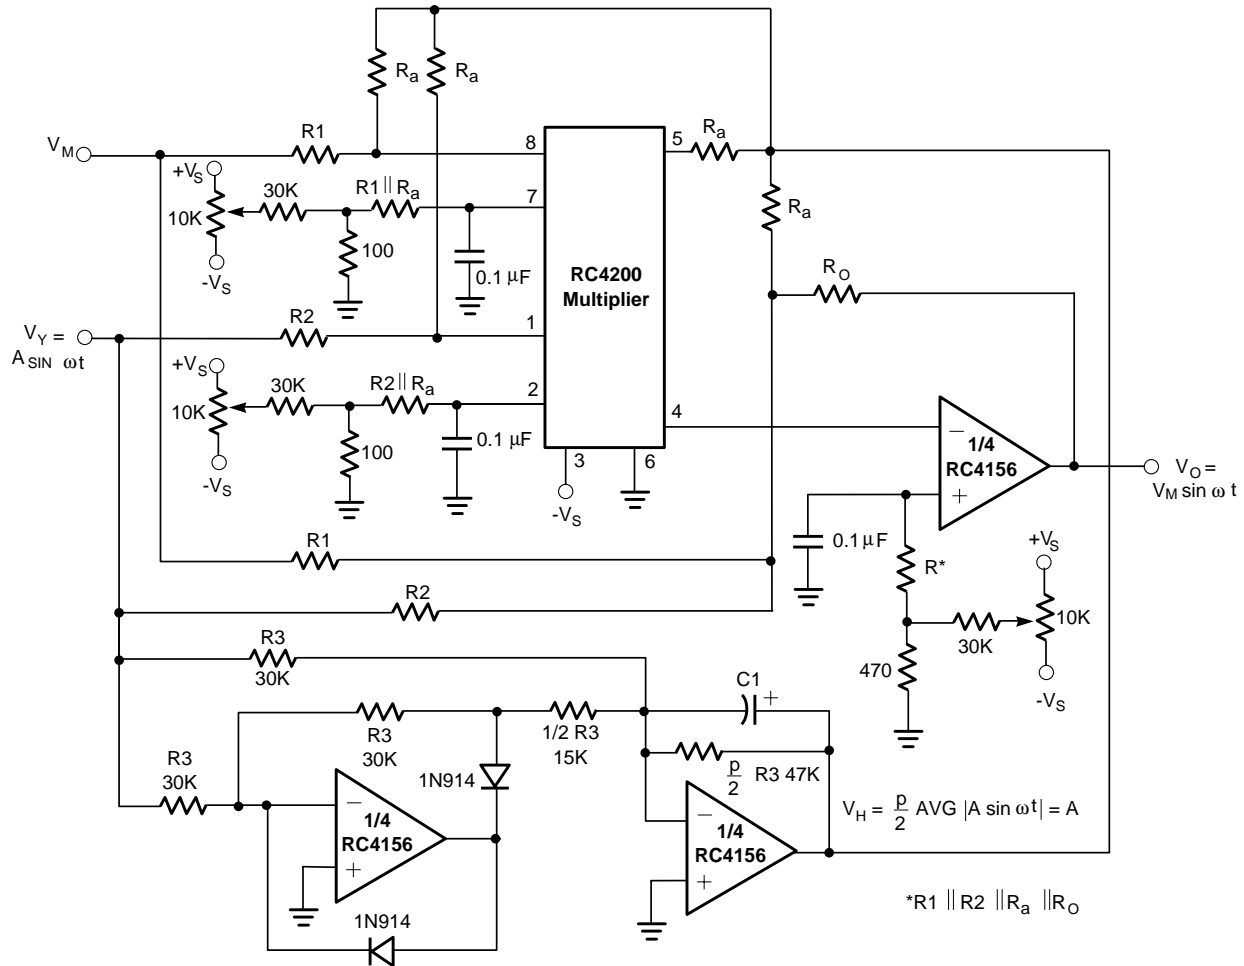 Ra
Ra
VM
R1
8
5
Ra
+VS
10K
-VS
30K
R1 || Ra
7
100
0.1 µF
RC4200
Multiplier
Ra
RO
VY =
A SIN ωt
R2
1
+VS
10K
-VS
30K
R2 || Ra
2
100
0.1 µF
3
-VS
6
4
−
1/4
RC4156
+
VO =
VM sin ω t
0.1 µF
R*
+VS
10K
30K
-VS
470
R1
R2
R3
30K
R3
30K
R3
30K
1/2 R3
15K
C1
+
p/2 R3 47K
1N914
−
1/4
RC4156
+
1N914
−
1/4
RC4156
+
VH = p/2 AVG |A sin ωt| = A
*R1 || R2 || Ra || RO